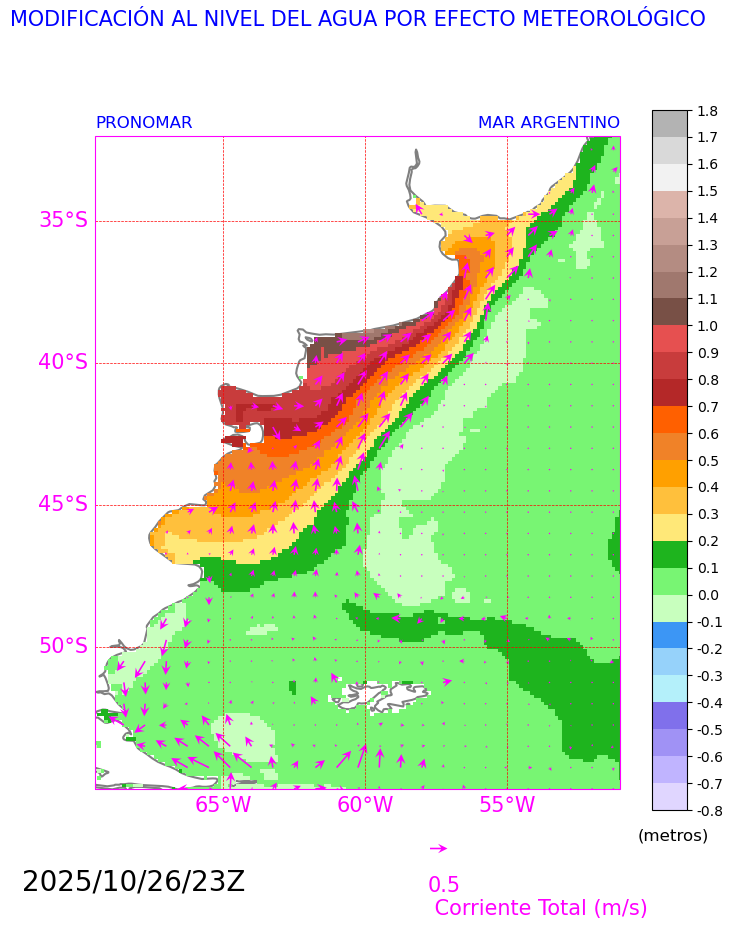 MODIFICACIÓN AL NIVEL DEL AGUA POR EFECTO METEOROLÓGICO
PRONOMAR
MAR ARGENTINO
35°S
40°S
45°S
50°S
65°W
60°W
55°W
1.8
1.7
1.6
1.5
1.4
1.3
1.2
1.1
1.0
0.9
0.8
0.7
0.6
0.5
0.4
0.3
0.2
0.1
0.0
-0.1
-0.2
-0.3
-0.4
-0.5
-0.6
-0.7
-0.8
(metros)
2025/10/26/23Z
0.5
Corriente Total (m/s)